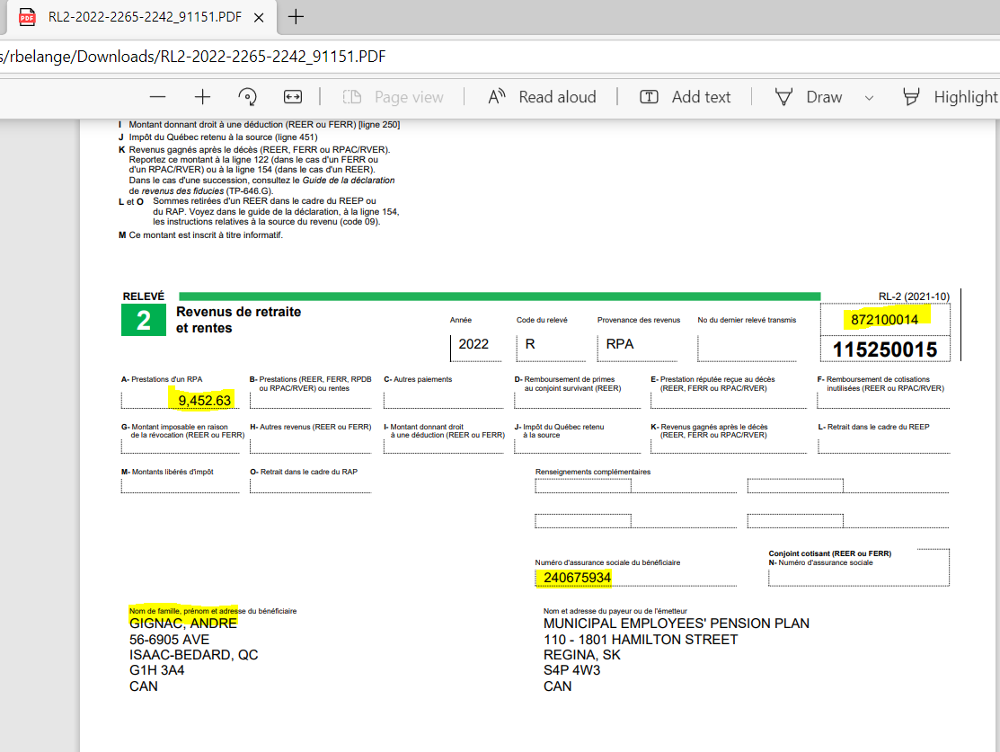 RL2-2022-2265-2242_91151.PDF
s/rbelange/Downloads/RL2-2022-2265-2242_91151.PDF
Page view
Read aloud
Add text
Draw
Highlight
I Montant donnant droit à une déduction (REER ou FERR) [ligne 250]
J Impôt du Québec retenu à la source (ligne 451)
K Revenus gagnés après le décès (REER, FERR ou RPAC/RVER).
Reportez ce montant à la ligne 122 (dans le cas d'un FERR ou
d'un RPAC/RVER) ou à la ligne 154 (dans le cas d'un REER).
Dans le cas d'une succession, consultez le Guide de la déclaration
de revenus des fiducies (TP-646.G).
L et O Sommes retirées d'un REER dans le cadre du REEP ou
du RAP. Voyez dans le guide de la déclaration, à la ligne 154,
les instructions relatives à la source du revenu (code 09).
M Ce montant est inscrit à titre informatif.
RELEVÉ
RL-2 (2021-10)
2
Revenus de retraite
et rentes
Année
Code du relevé
Provenance des revenus
No du dernier relevé transmis
872100014
2022
R
RPA
115250015
A- Prestations d'un RPA
9,452.63
B- Prestations (REER, FERR, RPDB
ou RPAC/RVER) ou rentes
C- Autres paiements
D- Remboursement de primes
au conjoint survivant (REER)
E- Prestation réputée reçue au décès
(REER, FERR ou RPAC/RVER)
F- Remboursement de cotisations
inutilisées (REER ou RPAC/RVER)
G- Montant imposable en raison
de la révocation (REER ou FERR)
H- Autres revenus (REER ou FERR)
I- Montant donnant droit
à une déduction (REER ou FERR)
J- Impôt du Québec retenu
à la source
K- Revenus gagnés après le décès
(REER, FERR ou RPAC/RVER)
L- Retrait dans le cadre du REEP
M- Montants libérés d'impôt
O- Retrait dans le cadre du RAP
Renseignements complémentaires
Numéro d'assurance sociale du bénéficiaire
240675934
Conjoint cotisant (REER ou FERR)
N- Numéro d'assurance sociale
Nom de famille, prénom et adresse du bénéficiaire
GIGNAC, ANDRE
56-6905 AVE
ISAAC-BEDARD, QC
G1H 3A4
CAN
Nom et adresse du payeur ou de l'émetteur
MUNICIPAL EMPLOYEES' PENSION PLAN
110 - 1801 HAMILTON STREET
REGINA, SK
S4P 4W3
CAN